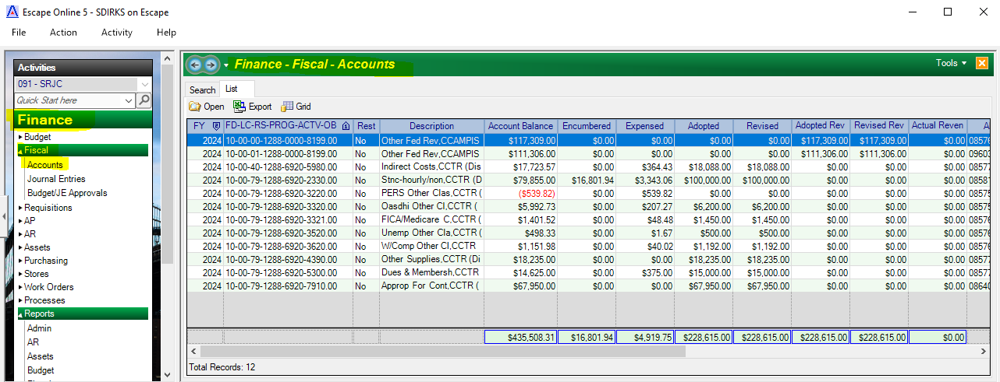 Escape Online 5 - SDIRKS on Escape
File Action Activity Help
Activities
091 - SRJC
Quick Start here
Finance
Budget
Fiscal
Accounts
Journal Entries
Budget/JE Approvals
Requisitions
AP
AR
Assets
Purchasing
Stores
Work Orders
Processes
Reports
Admin
AR
Assets
Budget
Finance - Fiscal - Accounts
Tools
Search List
Open Export Grid
FY FD-LC-RS-PROG-ACTV-OB Rest Description Account Balance Encumbered Expensed Adopted Revised Adopted Rev Revised Rev Actual Reven A
2024 10-00-00-1288-0000-8199.00 No Other Fed Rev,CCAMPIS $117,309.00 $0.00 $0.00 $0.00 $0.00 $117,309.00 $117,309.00 $0.00 08576
2024 10-00-01-1288-0000-8199.00 No Other Fed Rev,CCAMPIS $111,306.00 $0.00 $0.00 $0.00 $0.00 $111,306.00 $111,306.00 $0.00 09603
2024 10-00-40-1288-6920-5980.00 No Indirect Costs,CCTR (Dis $17,723.57 $0.00 $364.43 $18,088.00 $18,088.00 $0.00 $0.00 $0.00 08577
2024 10-00-79-1288-6920-2330.00 No Stnc-hourly/non,CCTR (D $79,855.00 $16,801.94 $3,343.06 $100,000.00 $100,000.00 $0.00 $0.00 $0.00 08587
2024 10-00-79-1288-6920-3220.00 No PERS Other Clas,CCTR ( ($539.82) $0.00 $539.82 $0.00 $0.00 $0.00 $0.00 $0.00 08575
2024 10-00-79-1288-6920-3320.00 No Oasdhi Other Cl,CCTR ( $5,992.73 $0.00 $207.27 $6,200.00 $6,200.00 $0.00 $0.00 $0.00 08575
2024 10-00-79-1288-6920-3321.00 No FICA/Medicare C,CCTR ( $1,401.52 $0.00 $48.48 $1,450.00 $1,450.00 $0.00 $0.00 $0.00 08576
2024 10-00-79-1288-6920-3520.00 No Unemp Other Cla,CCTR ( $498.33 $0.00 $1.67 $500.00 $500.00 $0.00 $0.00 $0.00 08576
2024 10-00-79-1288-6920-3620.00 No W/Comp Other Cl,CCTR $1,151.98 $0.00 $40.02 $1,192.00 $1,192.00 $0.00 $0.00 $0.00 08576
2024 10-00-79-1288-6920-4390.00 No Other Supplies,CCTR (Di $18,235.00 $0.00 $0.00 $18,235.00 $18,235.00 $0.00 $0.00 $0.00 08577
2024 10-00-79-1288-6920-5300.00 No Dues & Membersh,CCTR $14,625.00 $0.00 $375.00 $15,000.00 $15,000.00 $0.00 $0.00 $0.00 08577
2024 10-00-79-1288-6920-7910.00 No Approp For Cont,CCTR ( $67,950.00 $0.00 $0.00 $67,950.00 $67,950.00 $0.00 $0.00 $0.00 08640
$435,508.31 $16,801.94 $4,919.75 $228,615.00 $228,615.00 $228,615.00 $228,615.00 $0.00
Total Records: 12